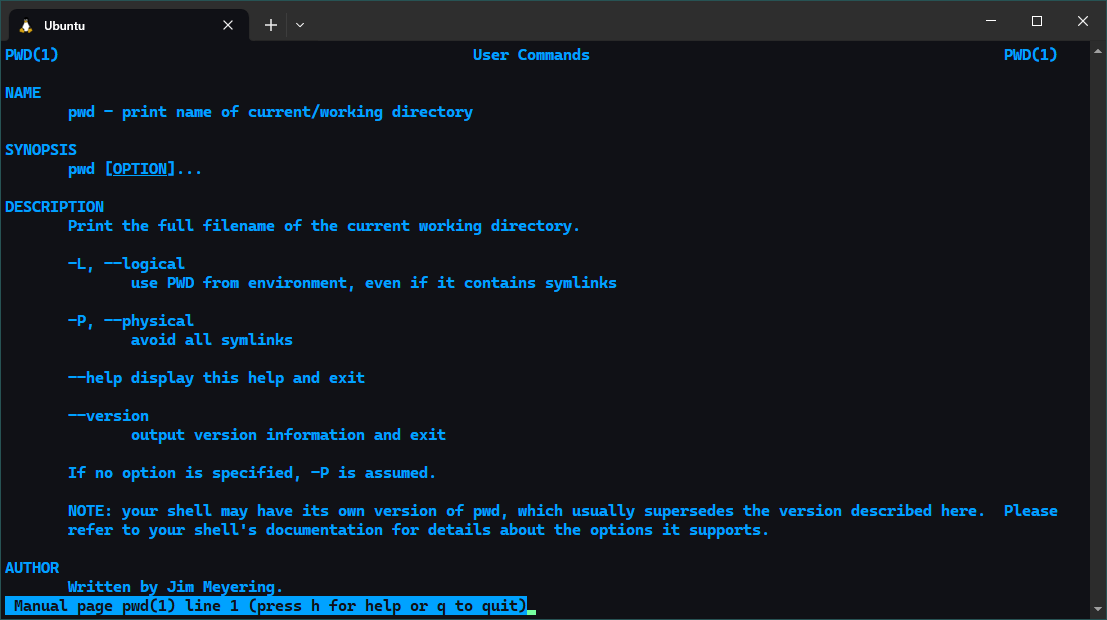 Ubuntu
PWD(1) User Commands PWD(1)
NAME
pwd - print name of current/working directory
SYNOPSIS
pwd [OPTION]...
DESCRIPTION
Print the full filename of the current working directory.
-L, --logical
use PWD from environment, even if it contains symlinks
-P, --physical
avoid all symlinks
--help display this help and exit
--version
output version information and exit
If no option is specified, -P is assumed.
NOTE: your shell may have its own version of pwd, which usually supersedes the version described here. Please
refer to your shell's documentation for details about the options it supports.
AUTHOR
Written by Jim Meyering.
Manual page pwd(1) line 1 (press h for help or q to quit)